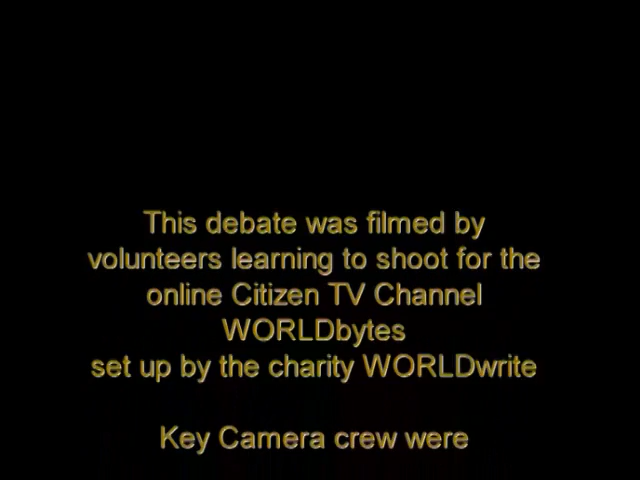 This debate was filmed by
volunteers learning to shoot for the
online Citizen TV Channel
WORLDbytes
set up by the charity WORLDwrite
Key Camera crew were